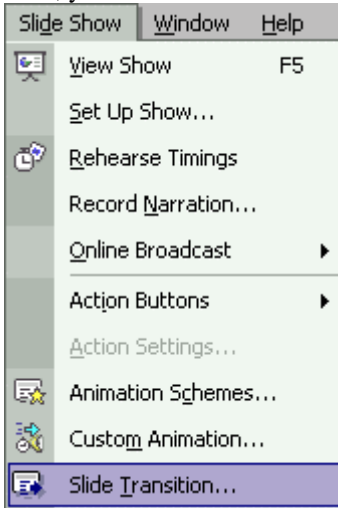 Slide Show Window Help
View Show F5
Set Up Show...
Rehearse Timings
Record Narration...
Online Broadcast
Action Buttons
Action Settings...
Animation Schemes...
Custom Animation...
Slide Transition...